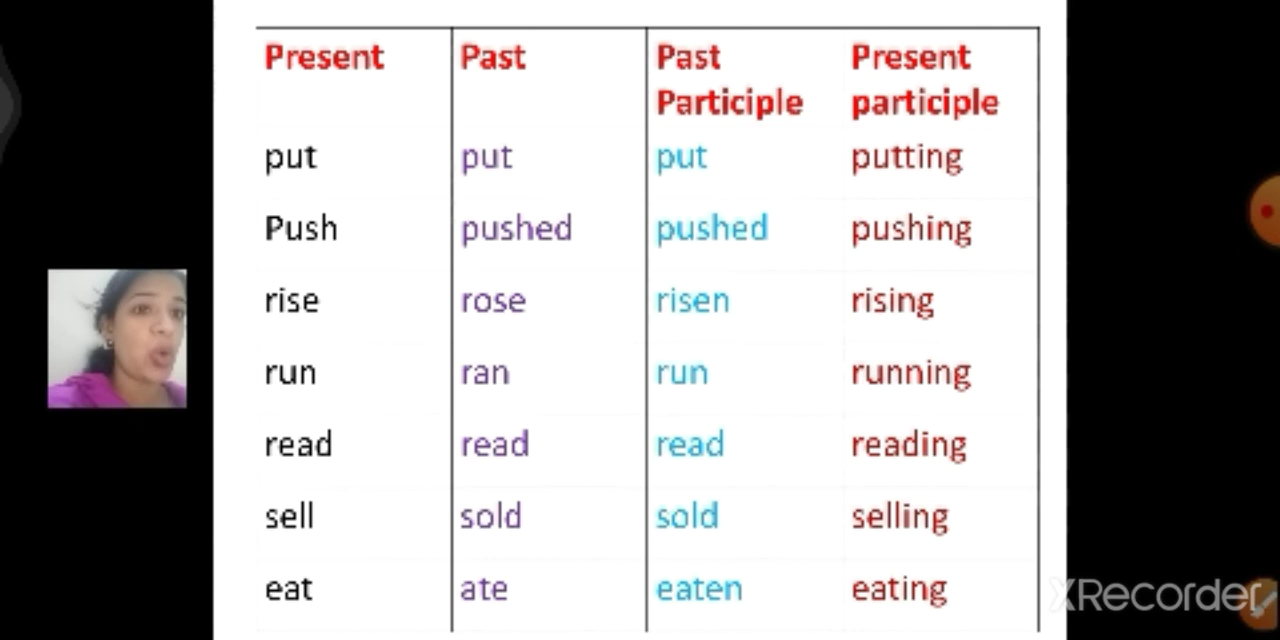 Present Past Past Participle Present participle
put put put putting
Push pushed pushed pushing
rise rose risen rising
run ran run running
read read read reading
sell sold sold selling
eat ate eaten eating
XRecorder